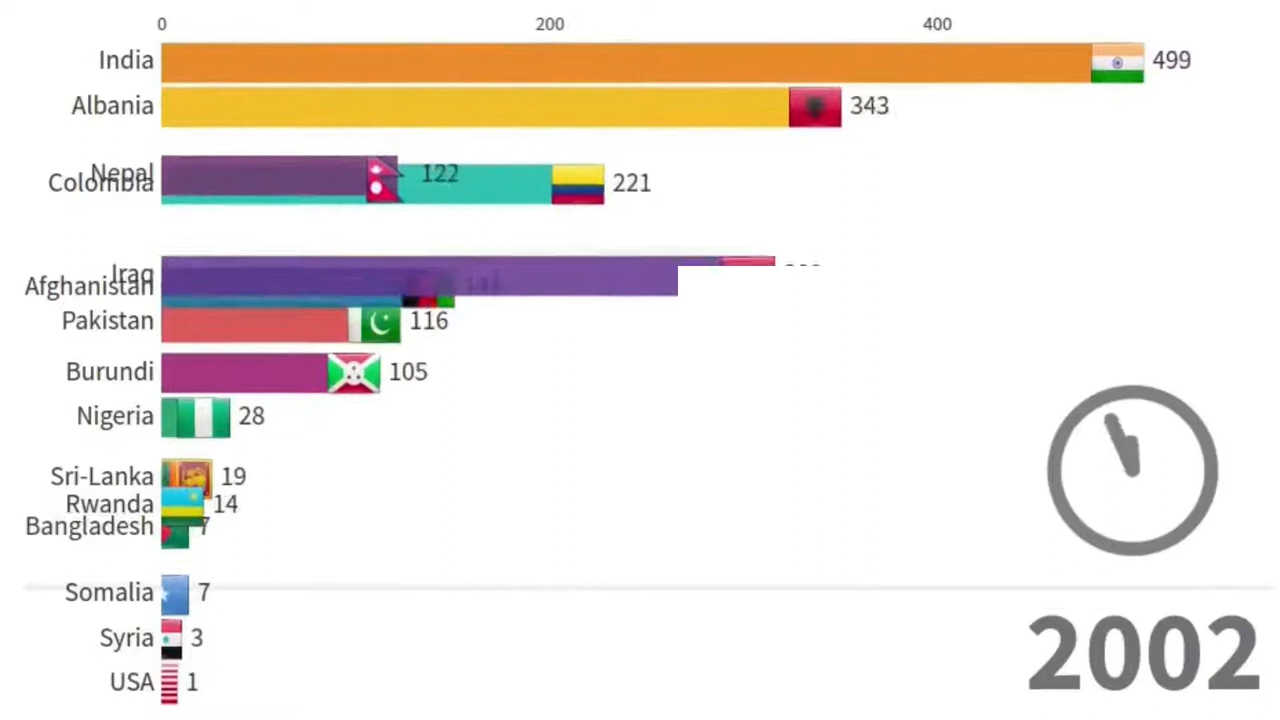 0 200 400
India 499
Albania 343
Nepal 122
Colombia 221
Iraq
Afghanistan
Pakistan 116
Burundi 105
Nigeria 28
Sri-Lanka 19
Rwanda 14
Bangladesh 7
Somalia 7
Syria 3
USA 1
2002